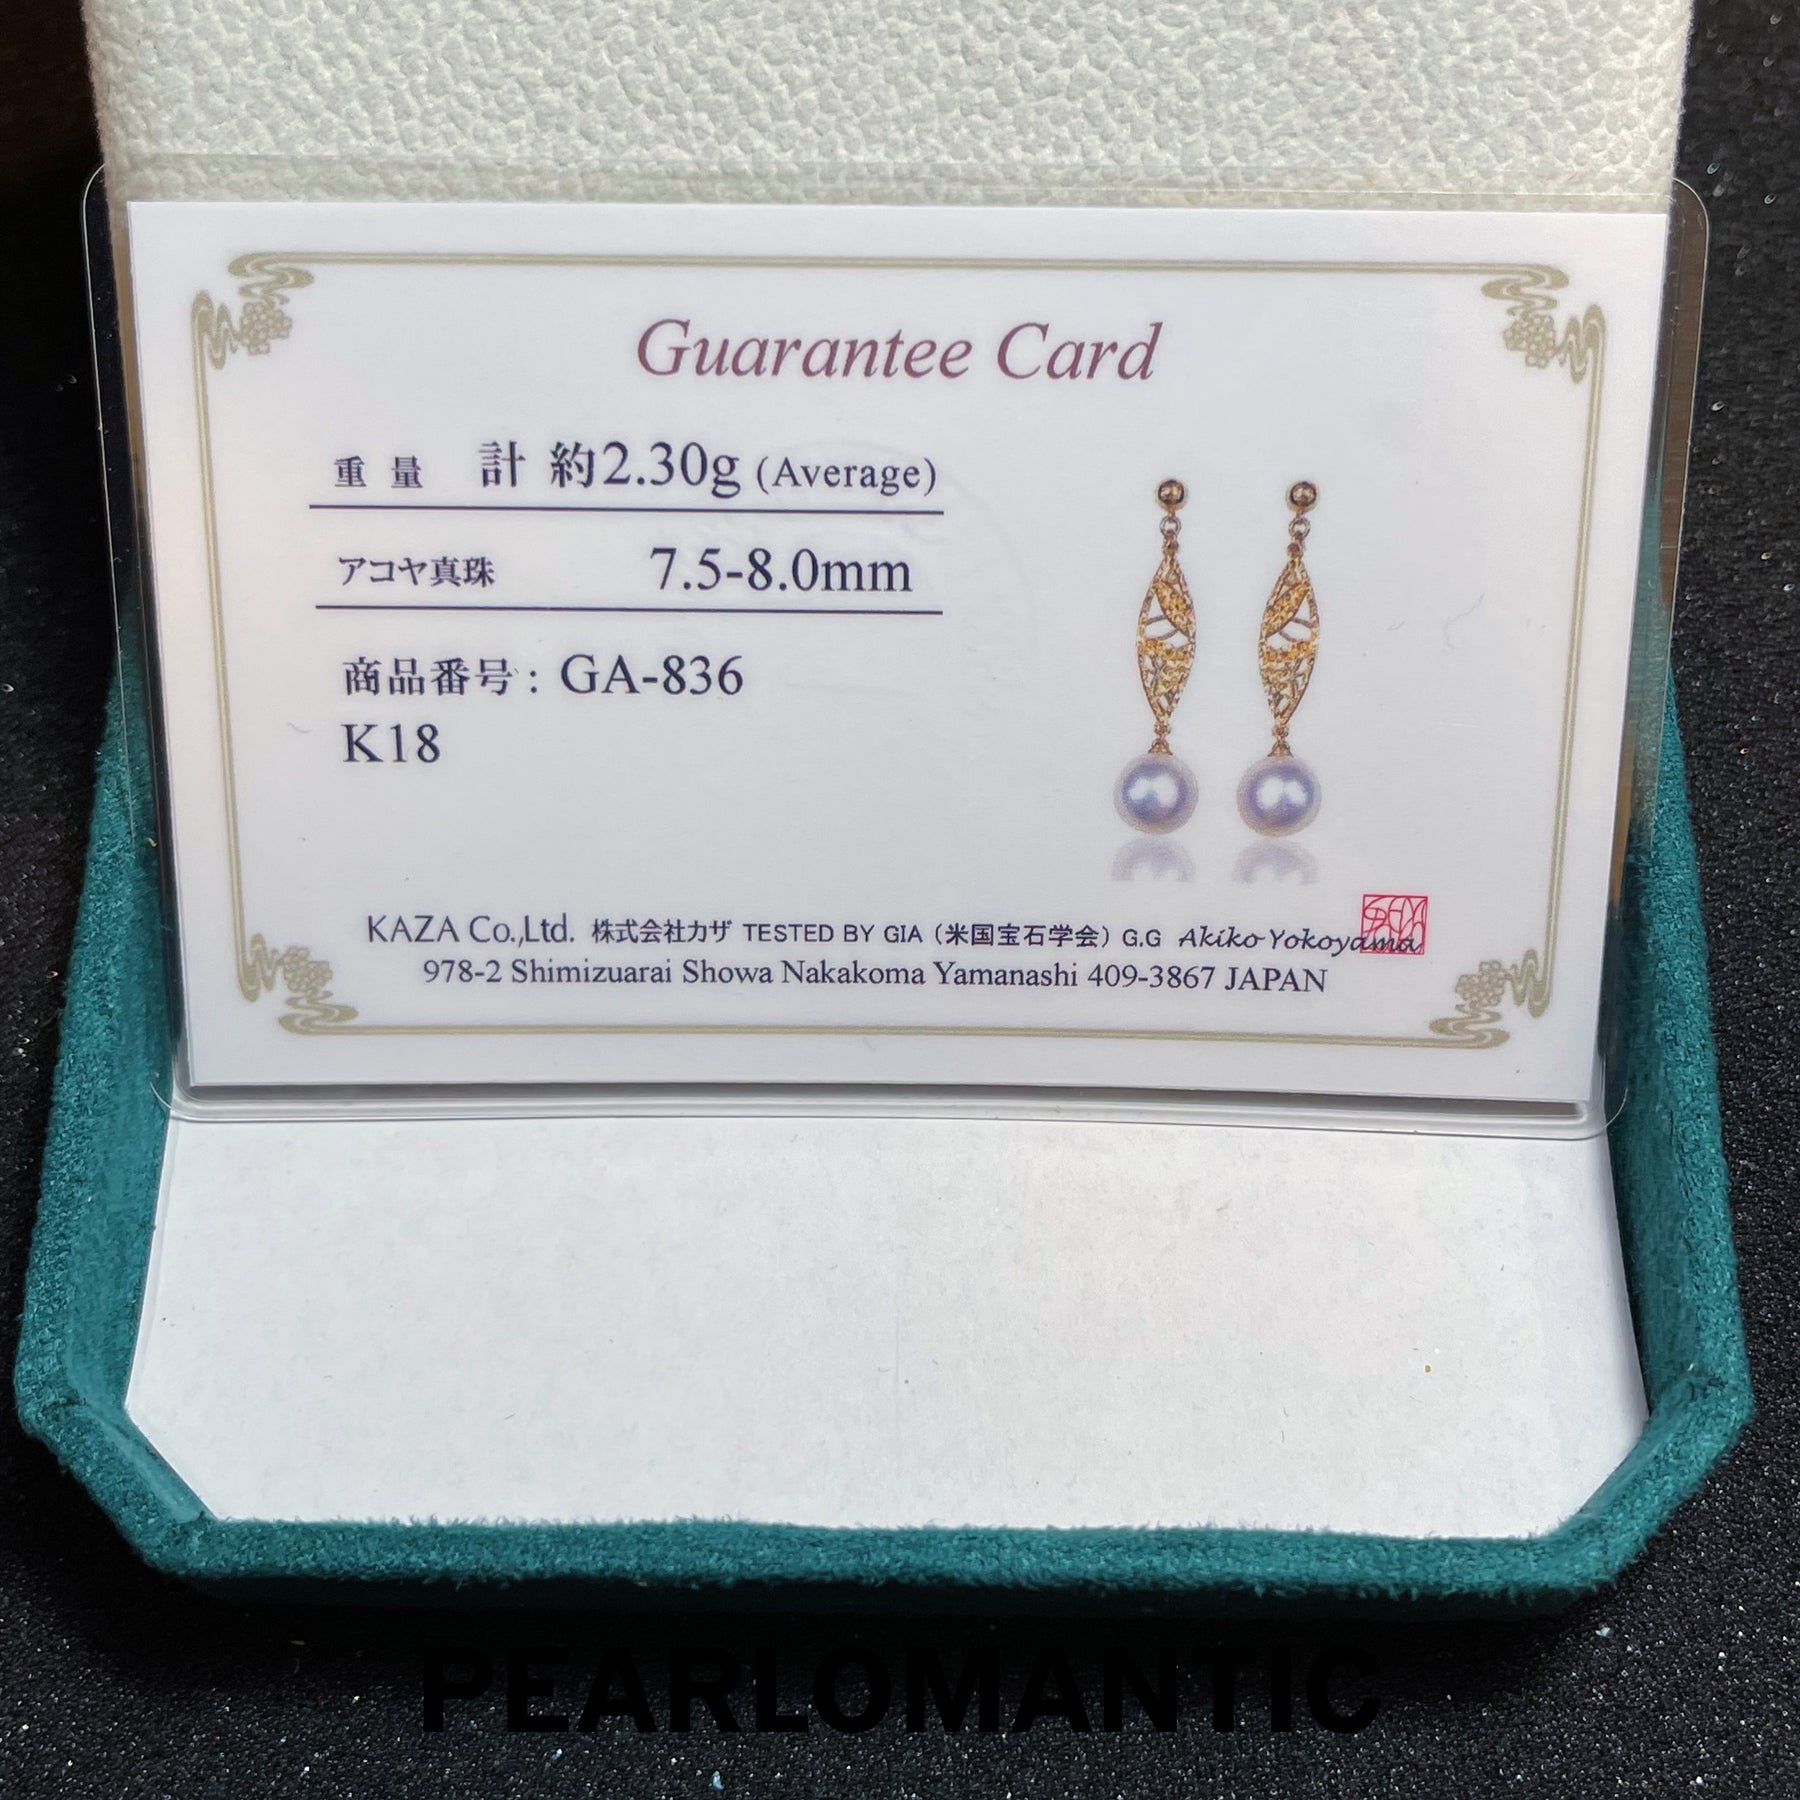 Guarantee Card
重量 計 約2.30g (Average)
アコヤ真珠 7.5-8.0mm
商品番号: GA-836
K18
KAZA Co.,Ltd. 株式会社カザ TESTED BY GIA (米国宝石学会) G.G Akiko Yokoyama
978-2 Shimizuarai Showa Nakakoma Yamanashi 409-3867 JAPAN
PEARLOMANTIC